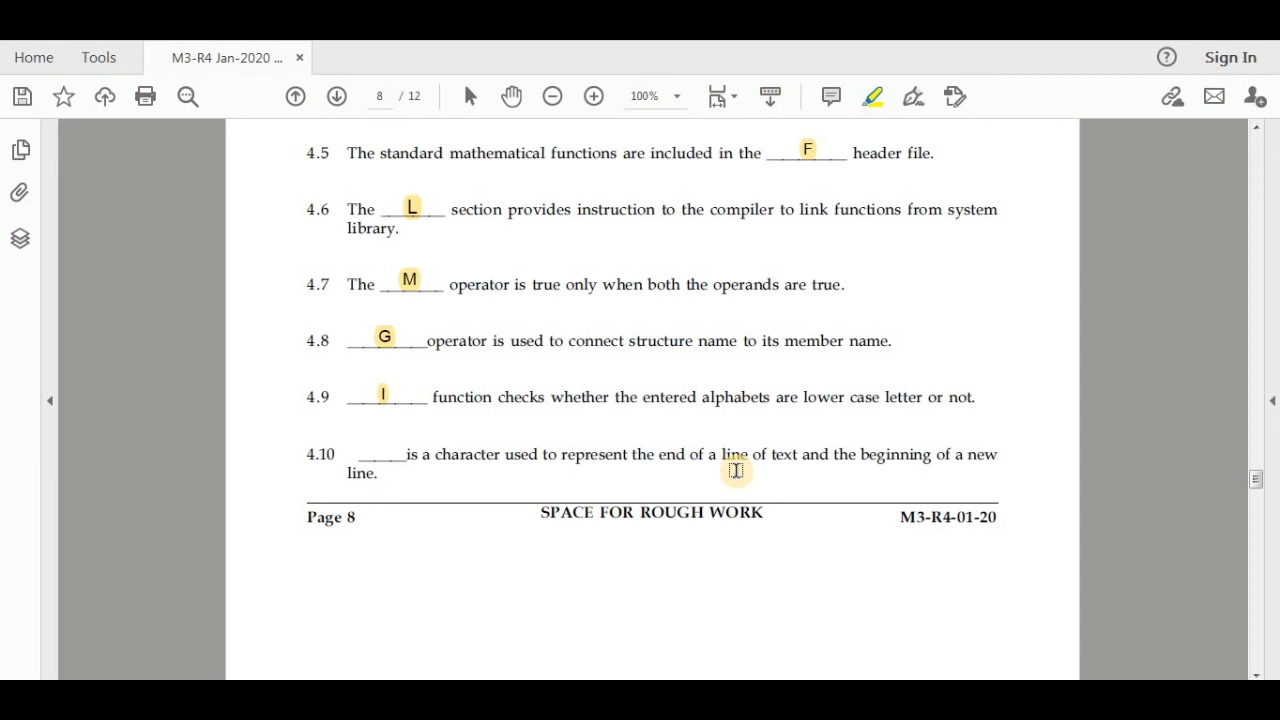 Home Tools M3-R4 Jan-2020 ... × Sign In
8 / 12 100%
4.5 The standard mathematical functions are included in the ___F___ header file.
4.6 The ___L___ section provides instruction to the compiler to link functions from system
library.
4.7 The ___M___ operator is true only when both the operands are true.
4.8 ___G___operator is used to connect structure name to its member name.
4.9 ___I___ function checks whether the entered alphabets are lower case letter or not.
4.10 ______is a character used to represent the end of a line of text and the beginning of a new
line.
Page 8 SPACE FOR ROUGH WORK M3-R4-01-20